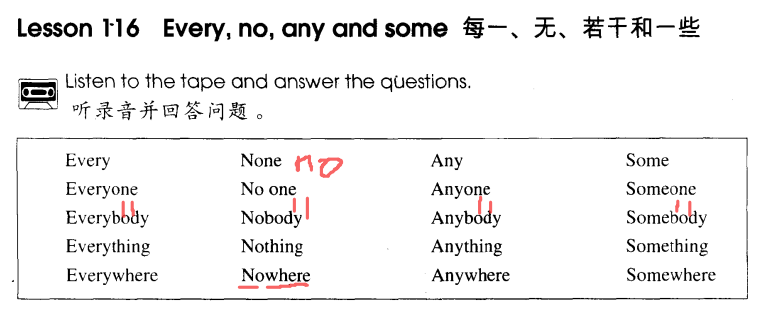 Lesson 116 Every, no, any and some 每一、无、若干和一些
Listen to the tape and answer the questions.
听录音并回答问题。
Every None no Any Some
Everyone No one Anyone Someone
Everybody Nobody Anybody Somebody
Everything Nothing Anything Something
Everywhere Nowhere Anywhere Somewhere